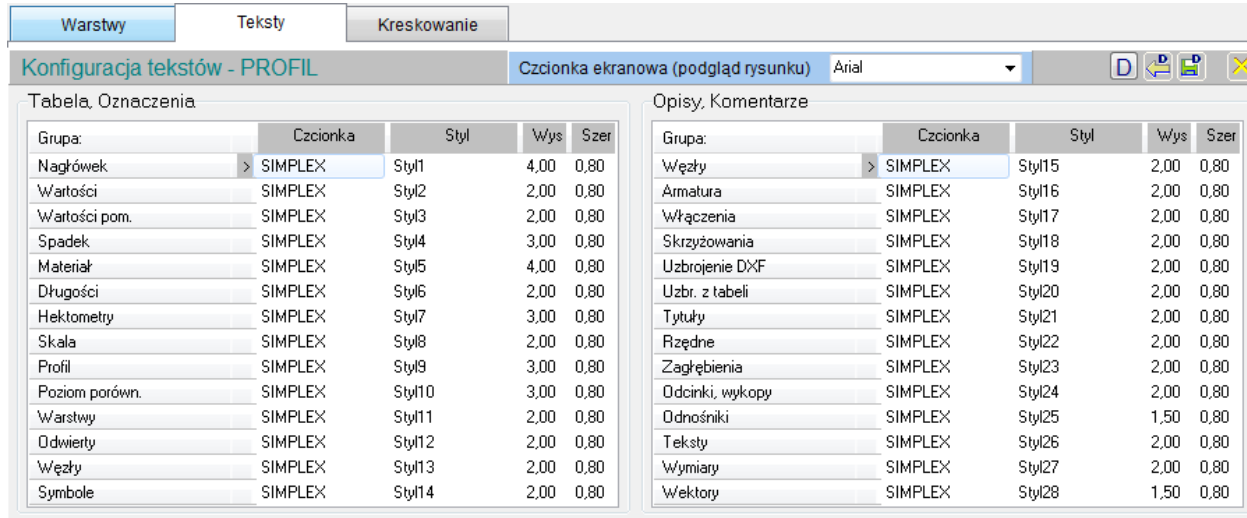 Warstwy Teksty Kreskowanie
Konfiguracja tekstów - PROFIL Czcionka ekranowa (podgląd rysunku) Arial D D D
Tabela, Oznaczenia
Grupa: Czcionka Styl Wys Szer
Nagłówek > SIMPLEX Styl1 4,00 0,80
Wartości SIMPLEX Styl2 2,00 0,80
Wartości pom. SIMPLEX Styl3 2,00 0,80
Spadek SIMPLEX Styl4 3,00 0,80
Materiał SIMPLEX Styl5 4,00 0,80
Długości SIMPLEX Styl6 2,00 0,80
Hektometry SIMPLEX Styl7 3,00 0,80
Skala SIMPLEX Styl8 2,00 0,80
Profil SIMPLEX Styl9 3,00 0,80
Poziom porówn. SIMPLEX Styl10 3,00 0,80
Warstwy SIMPLEX Styl11 2,00 0,80
Odwierty SIMPLEX Styl12 2,00 0,80
Węzły SIMPLEX Styl13 2,00 0,80
Symbole SIMPLEX Styl14 2,00 0,80
Opisy, Komentarze
Grupa: Czcionka Styl Wys Szer
Węzły > SIMPLEX Styl15 2,00 0,80
Armatura SIMPLEX Styl16 2,00 0,80
Włączenia SIMPLEX Styl17 2,00 0,80
Skrzyżowania SIMPLEX Styl18 2,00 0,80
Uzbrojenie DXF SIMPLEX Styl19 2,00 0,80
Uzbr. z tabeli SIMPLEX Styl20 2,00 0,80
Tytuły SIMPLEX Styl21 2,00 0,80
Rzędne SIMPLEX Styl22 2,00 0,80
Zagłębienia SIMPLEX Styl23 2,00 0,80
Odcinki, wykopy SIMPLEX Styl24 2,00 0,80
Odnośniki SIMPLEX Styl25 1,50 0,80
Teksty SIMPLEX Styl26 2,00 0,80
Wymiary SIMPLEX Styl27 2,00 0,80
Wektory SIMPLEX Styl28 1,50 0,80